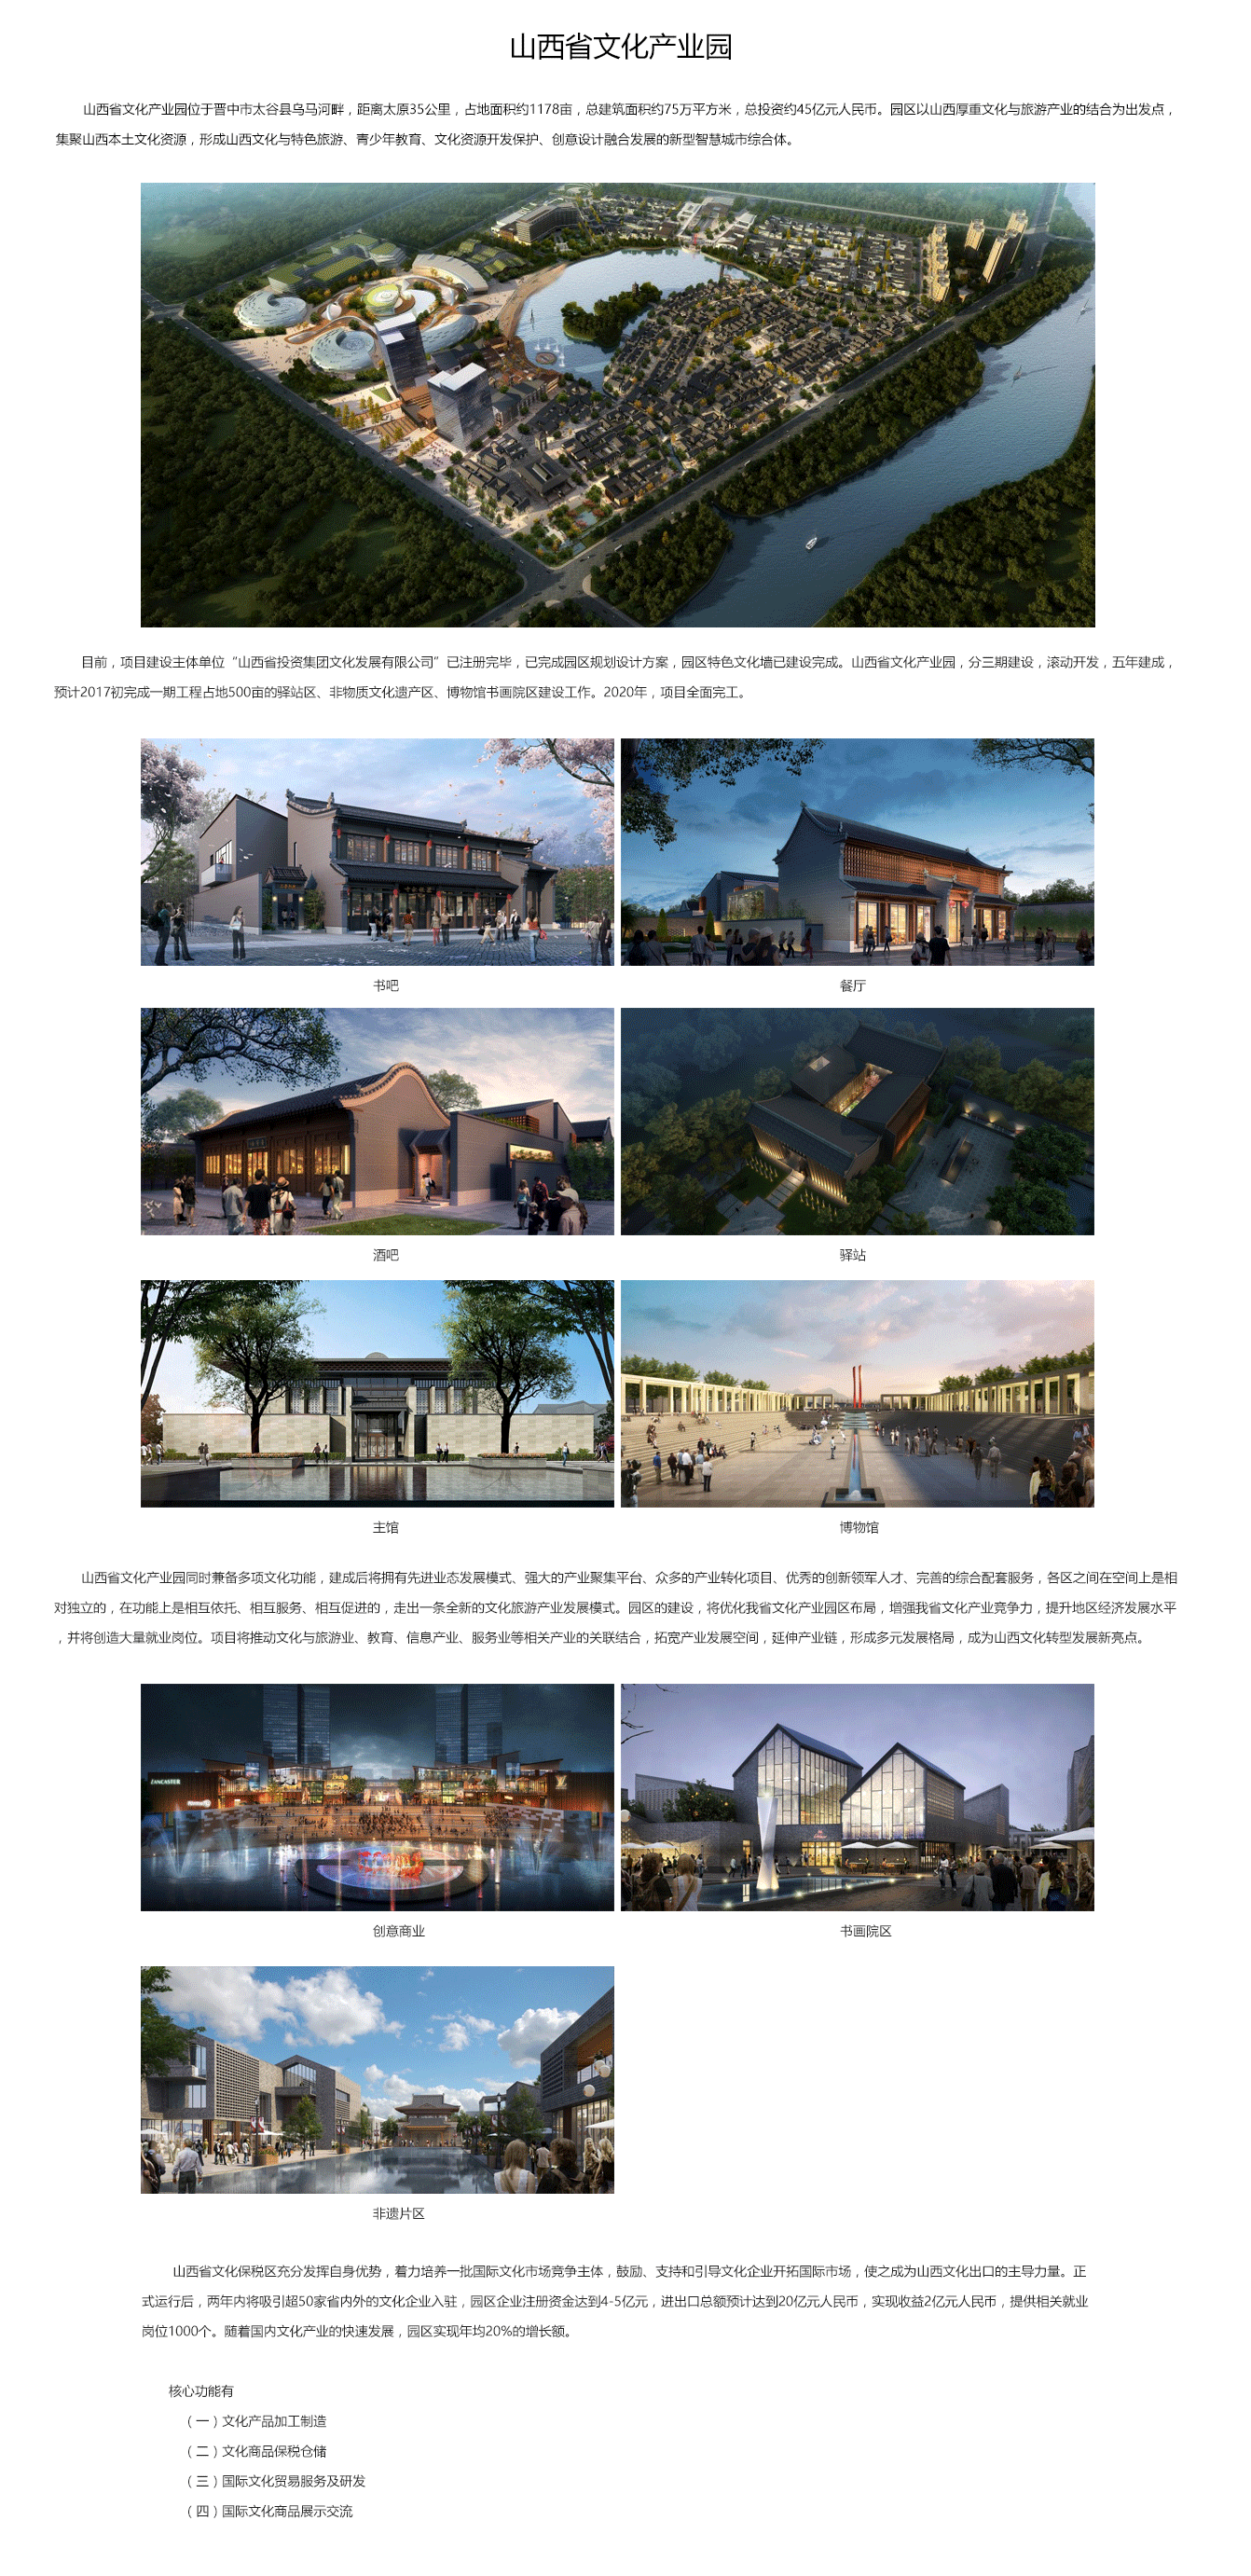 山西省文化产业园
山西省文化产业园位于晋中市太谷县乌马河畔，距离太原35公里，占地面积约1178亩，总建筑面积约75万平方米，总投资约45亿元人民币。园区以山西厚重文化与旅游产业的结合为出发点，
集聚山西本土文化资源，形成山西文化与特色旅游、青少年教育、文化资源开发保护、创意设计融合发展的新型智慧城市综合体。
目前，项目建设主体单位“山西省投资集团文化发展有限公司”已注册完毕，已完成园区规划设计方案，园区特色文化墙已建设完成。山西省文化产业园，分三期建设，滚动开发，五年建成，
预计2017初完成一期工程占地500亩的驿站区、非物质文化遗产区、博物馆书画院区建设工作。2020年，项目全面完工。
书吧
餐厅
酒吧
驿站
主馆
博物馆
山西省文化产业园同时兼备多项文化功能，建成后将拥有先进业态发展模式、强大的产业聚集平台、众多的产业转化项目、优秀的创新领军人才、完善的综合配套服务，各区之间在空间上是相
对独立的，在功能上是相互依托、相互服务、相互促进的，走出一条全新的文化旅游产业发展模式。园区的建设，将优化我省文化产业园区布局，增强我省文化产业竞争力，提升地区经济发展水平
，并将创造大量就业岗位。项目将推动文化与旅游业、教育、信息产业、服务业等相关产业的关联结合，拓宽产业发展空间，延伸产业链，形成多元发展格局，成为山西文化转型发展新亮点。
LANCASTER
创意商业
书画院区
非遗片区
山西省文化保税区充分发挥自身优势，着力培养一批国际文化市场竞争主体，鼓励、支持和引导文化企业开拓国际市场，使之成为山西文化出口的主导力量。正
式运行后，两年内将吸引超50家省内外的文化企业入驻，园区企业注册资金达到4-5亿元，进出口总额预计达到20亿元人民币，实现收益2亿元人民币，提供相关就业
岗位1000个。随着国内文化产业的快速发展，园区实现年均20%的增长额。
核心功能有
（一）文化产品加工制造
（二）文化商品保税仓储
（三）国际文化贸易服务及研发
（四）国际文化商品展示交流